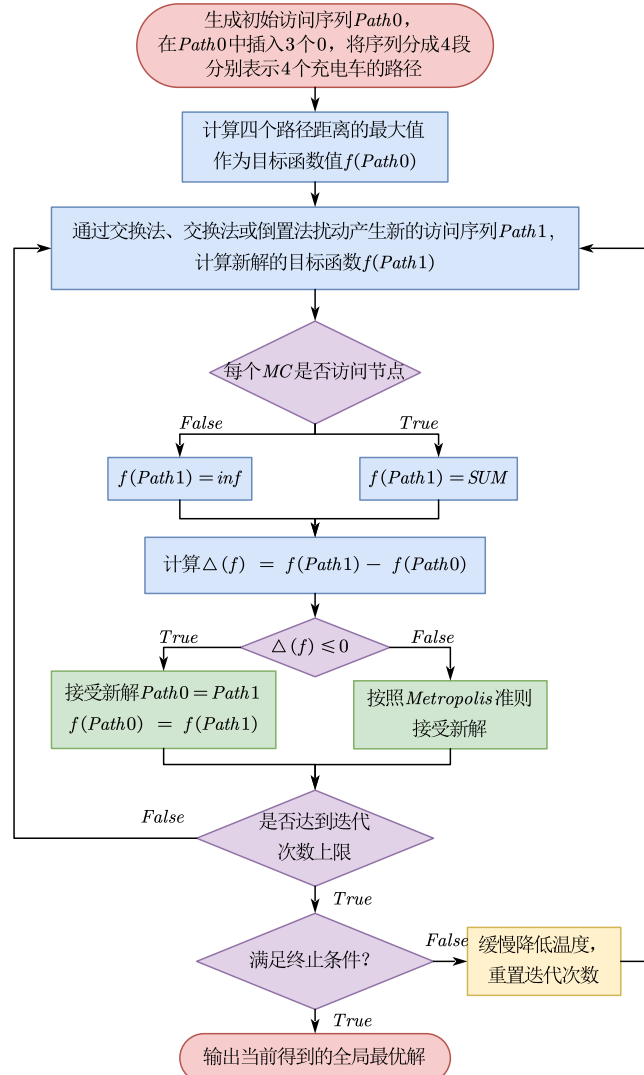 生成初始访问序列Path0，
在Path0中插入3个0，将序列分成4段
分别表示4个充电车的路径
计算四个路径距离的最大值
作为目标函数值f(Path0)
通过交换法、交换法或倒置法扰动产生新的访问序列Path1，
计算新解的目标函数f(Path1)
每个MC是否访问节点
False
True
f(Path1)=inf
f(Path1)=SUM
计算△(f) = f(Path1) − f(Path0)
△(f)⩽0
True
False
接受新解Path0=Path1
f(Path0) = f(Path1)
按照Metropolis准则
接受新解
是否达到迭代
次数上限
False
True
满足终止条件？
False
缓慢降低温度，
重置迭代次数
True
输出当前得到的全局最优解